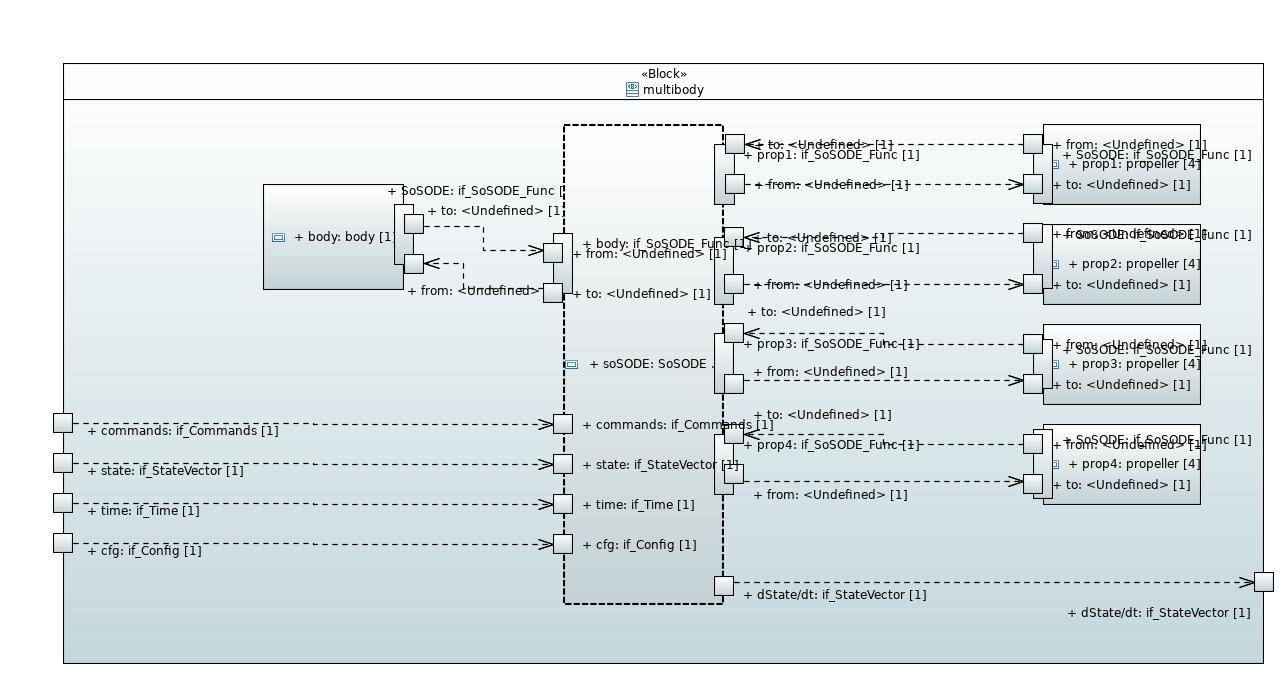 «Block»
multibody
+ SoSODE: if_SoSODE_Func [
+ to: <Undefined> [1
+ body: body [1]
+ from: <Undefined>
+ body: if_SoSODE_Func [1]
+ from: <Undefined> [1]
+ to: <Undefined> [1]
+ soSODE: SoSODE .
+ commands: if_Commands [1]
+ state: if_StateVector [1]
+ time: if_Time [1]
+ cfg: if_Config [1]
+ commands: if_Commands [1]
+ state: if_StateVector [1]
+ time: if_Time [1]
+ cfg: if_Config [1]
+ to: <Undefined> [1]
+ prop1: if_SoSODE_Func [1]
+ from: <Undefined> [1]
+ to: <Undefined> [1]
+ prop2: if_SoSODE_Func [1]
+ from: <Undefined> [1]
+ to: <Undefined> [1]
+ prop3: if_SoSODE_Func [1]
+ from: <Undefined> [1]
+ to: <Undefined> [1]
+ prop4: if_SoSODE_Func [1]
+ from: <Undefined> [1]
+ dState/dt: if_StateVector [1]
+ from: <Undefined> [1]
+ SoSODE: if_SoSODE_Func [1]
+ prop1: propeller [4]
+ to: <Undefined> [1]
+ from: <Undefined> [1]
+ SoSODE: if_SoSODE_Func [1]
+ prop2: propeller [4]
+ to: <Undefined> [1]
+ from: <Undefined> [1]
+ SoSODE: if_SoSODE_Func [1]
+ prop3: propeller [4]
+ to: <Undefined> [1]
+ SoSODE: if_SoSODE_Func [1]
+ from: <Undefined> [1]
+ prop4: propeller [4]
+ to: <Undefined> [1]
+ dState/dt: if_StateVector [1]